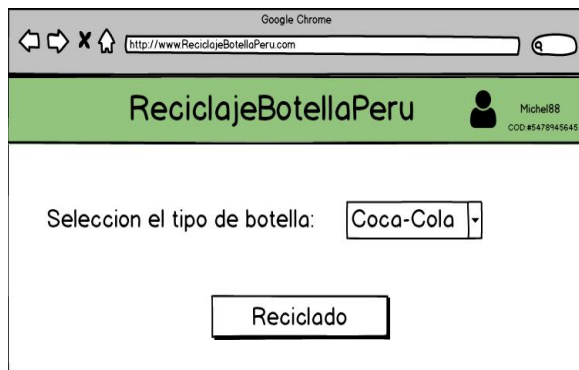 Google Chrome
http://www.ReciclajeBotellaPeru.com
ReciclajeBotellaPeru
Michel88
COD:#5478945645
Seleccion el tipo de botella:
Coca-Cola
Reciclado